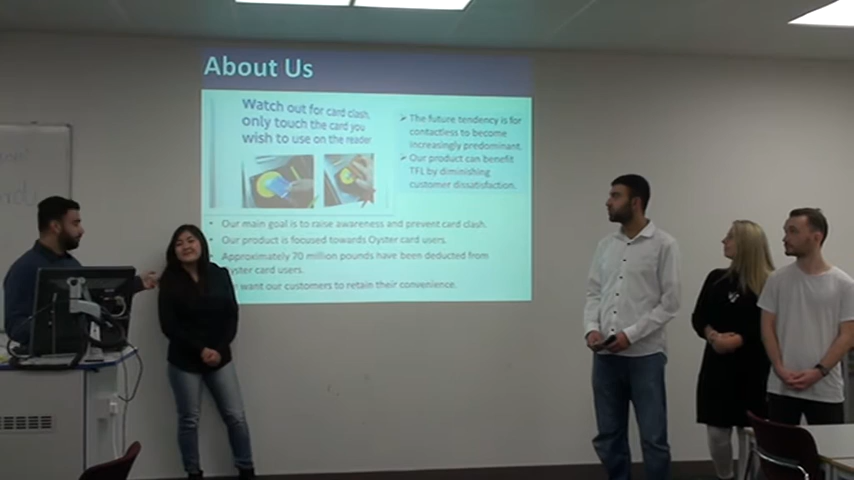 About Us
Watch out for card clash,
only touch the card you
wish to use on the reader
➢ The future tendency is for
contactless to become
increasingly predominant.
➢ Our product can benefit
TFL by diminishing
customer dissatisfaction.
• Our main goal is to raise awareness and prevent card clash.
• Our product is focused towards Oyster card users.
• Approximately 70 million pounds have been deducted from
yster card users.
want our customers to retain their convenience.